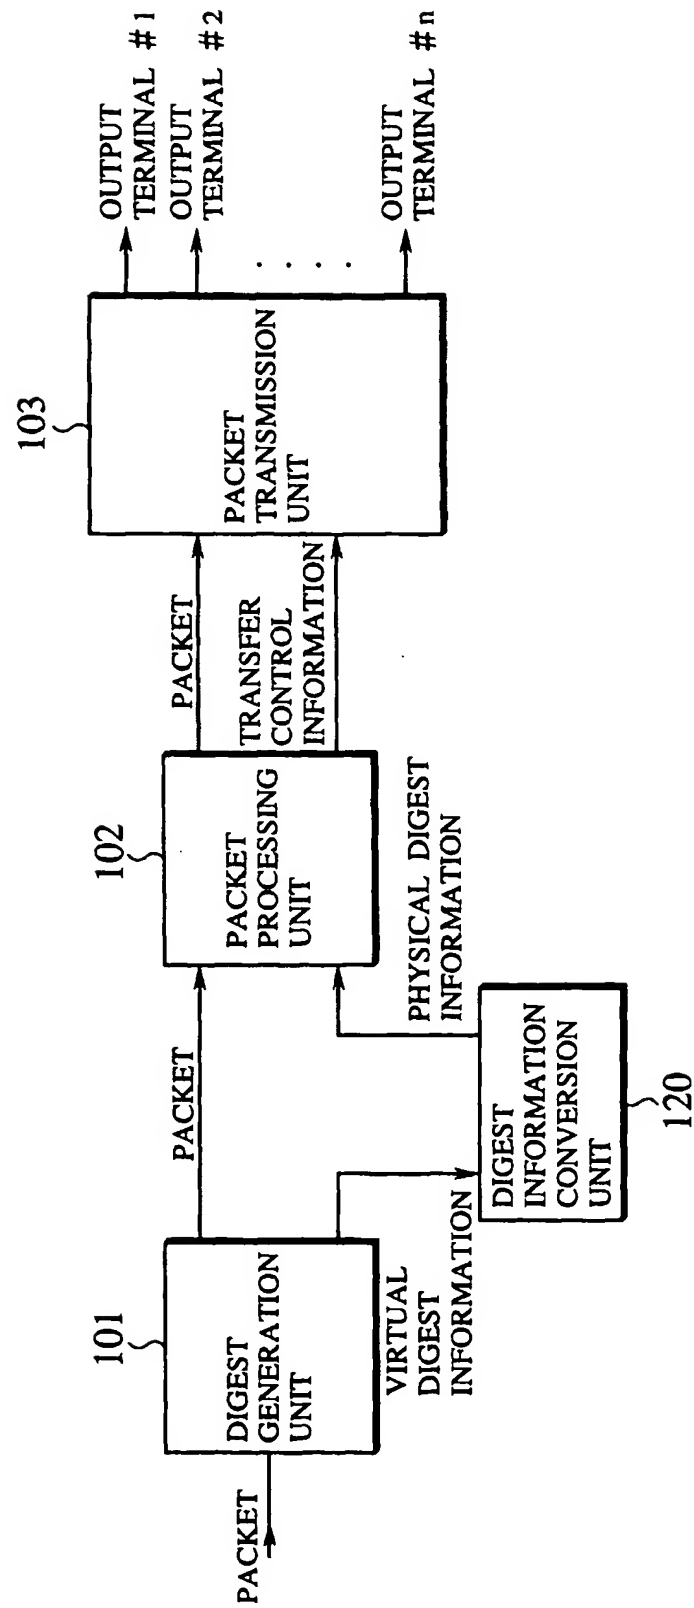 PACKET
101
DIGEST
GENERATION
UNIT
PACKET
VIRTUAL
DIGEST
INFORMATION
DIGEST
INFORMATION
CONVERSION
UNIT
120
PHYSICAL DIGEST
INFORMATION
102
PACKET
PROCESSING
UNIT
PACKET
TRANSFER
CONTROL
INFORMATION
103
PACKET
TRANSMISSION
UNIT
OUTPUT
TERMINAL #1
OUTPUT
TERMINAL #2
. . . .
OUTPUT
TERMINAL #n